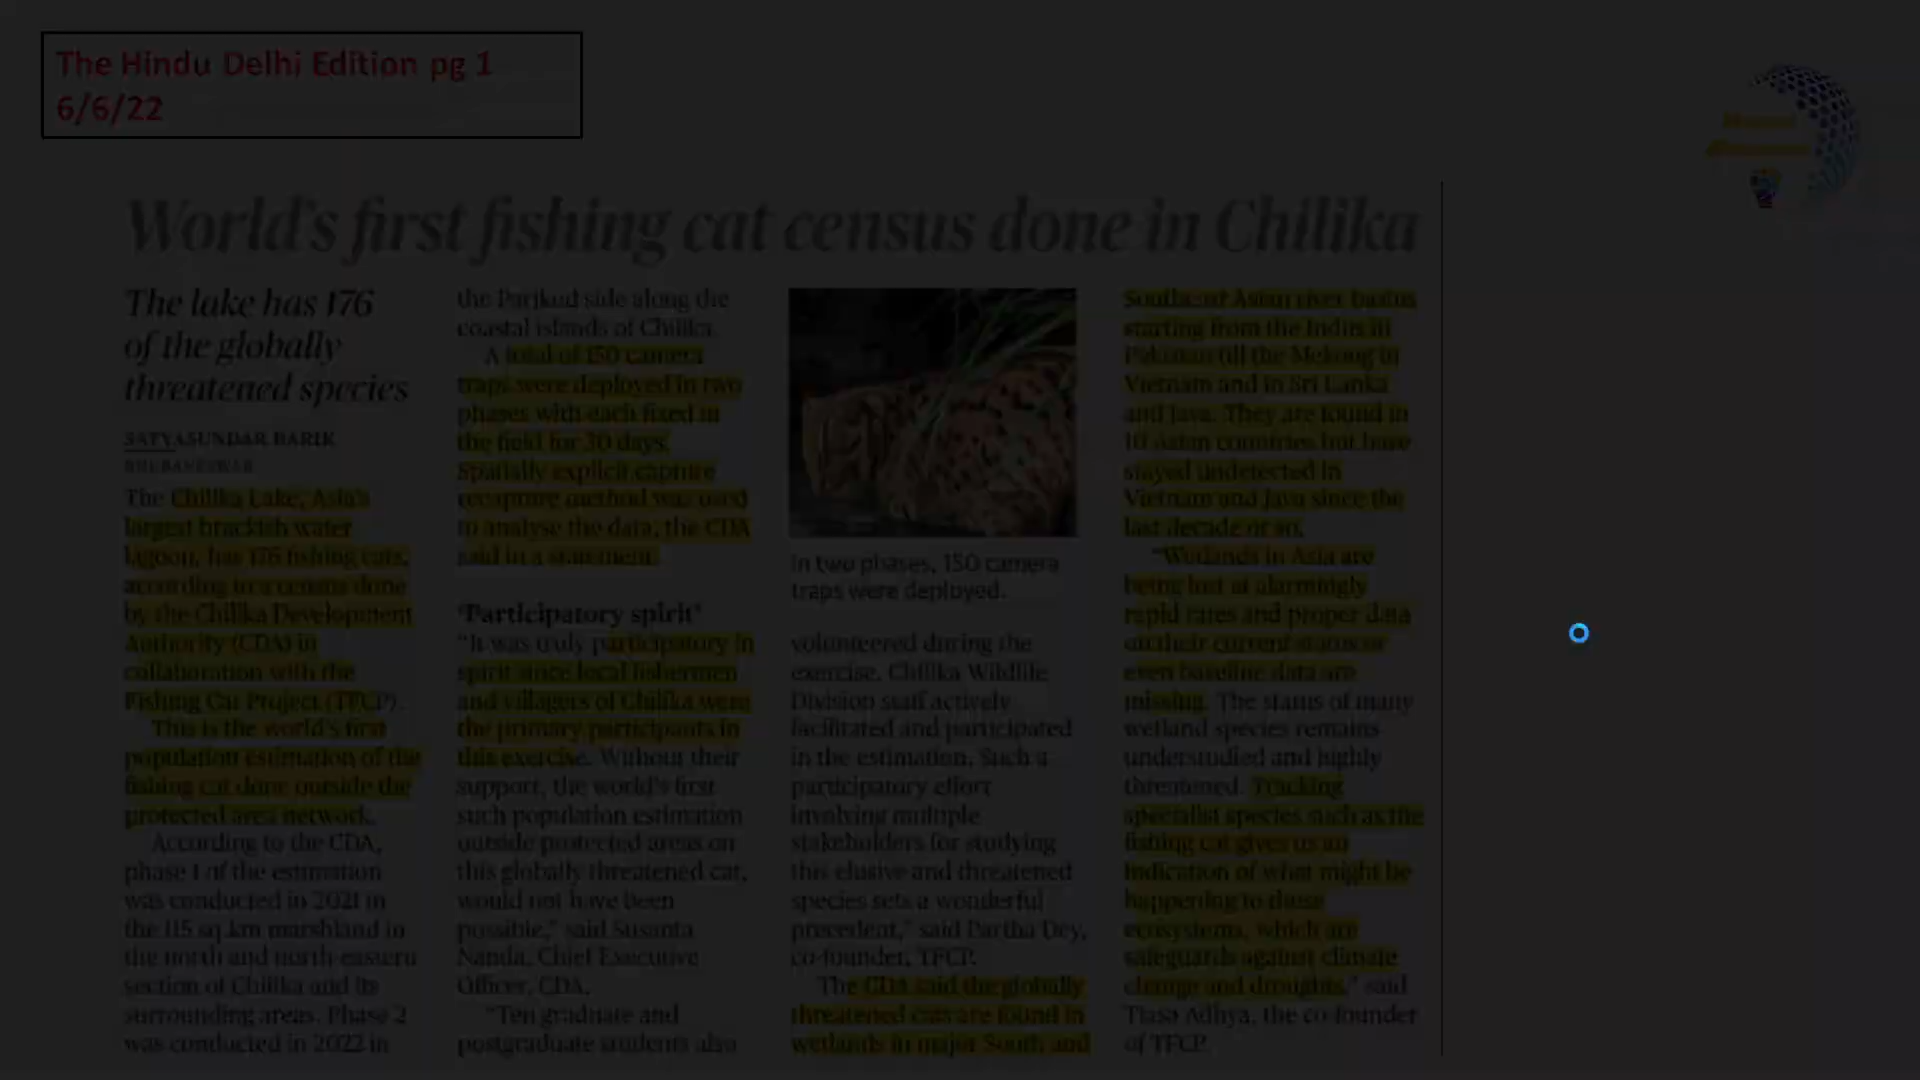 The Hindu Delhi Edition pg 1
6/6/22
World's first fishing cat census done in Chilika
The lake has 176
of the globally
threatened species
SATYASUNDAR BARIK
BHUBANESWAR
The Chilika Lake, Asia's
largest brackish water
lagoon, has 176 fishing cats,
according to a census done
by the Chilika Development
Authority (CDA) in
collaboration with the
Fishing Cat Project (TFCP).
This is the world's first
population estimation of the
fishing cat done outside the
protected area network.
According to the CDA,
phase 1 of the estimation
was conducted in 2021 in
the 115 sq.km marshland in
the north and north-eastern
section of Chilika and its
surrounding areas. Phase 2
was conducted in 2022 in
the Parikud side along the
coastal islands of Chilika.
A total of 150 camera
traps were deployed in two
phases with each fixed in
the field for 30 days.
Spatially explicit capture
recapture method was used
to analyse the data, the CDA
said in a statement.
'Participatory spirit'
"It was truly participatory in
spirit since local fishermen
and villagers of Chilika were
the primary participants in
this exercise. Without their
support, the world's first
such population estimation
outside protected areas on
this globally threatened cat,
would not have been
possible," said Susanta
Nanda, Chief Executive
Officer, CDA.
"Ten graduate and
postgraduate students also
In two phases, 150 camera
traps were deployed.
volunteered during the
exercise. Chilika Wildlife
Division staff actively
facilitated and participated
in the estimation. Such a
participatory effort
involving multiple
stakeholders for studying
this elusive and threatened
species sets a wonderful
precedent," said Partha Dey,
co-founder, TFCP.
The CDA said the globally
threatened cats are found in
wetlands in major South and
Southeast Asian river basins
starting from the Indus in
Pakistan till the Mekong in
Vietnam and in Sri Lanka
and Java. They are found in
10 Asian countries but have
stayed undetected in
Vietnam and Java since the
last decade or so.
"Wetlands in Asia are
being lost at alarmingly
rapid rates and proper data
on their current status or
even baseline data are
missing. The status of many
wetland species remains
understudied and highly
threatened. Tracking
specialist species such as the
fishing cat gives us an
indication of what might be
happening to these
ecosystems, which are
safeguards against climate
change and droughts," said
Tiasa Adhya, the co-founder
of TFCP.